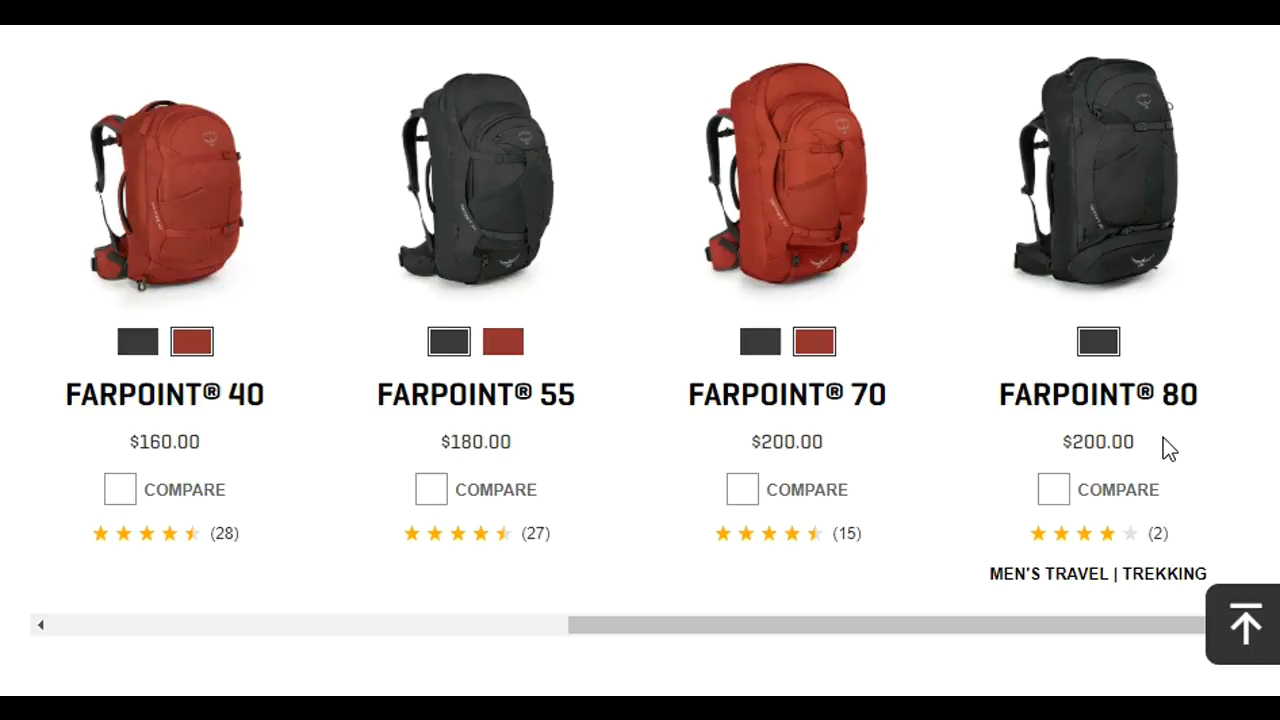 FARPOINT® 40
$160.00
COMPARE
(28)
FARPOINT® 55
$180.00
COMPARE
(27)
FARPOINT® 70
$200.00
COMPARE
(15)
FARPOINT® 80
$200.00
COMPARE
(2)
MEN'S TRAVEL | TREKKING